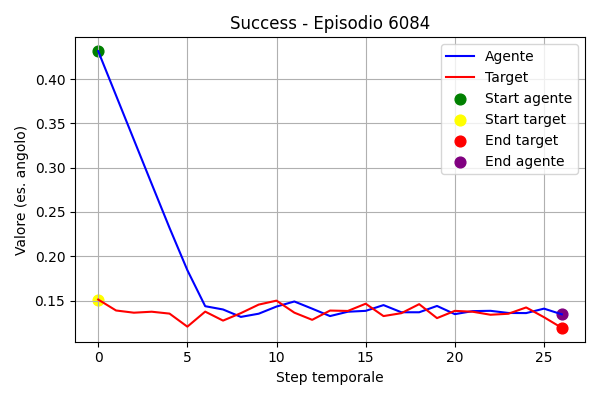 Success - Episodio 6084
Valore (es. angolo)
0.40
0.35
0.30
0.25
0.20
0.15
Agente
Target
Start agente
Start target
End target
End agente
0 5 10 15 20 25
Step temporale